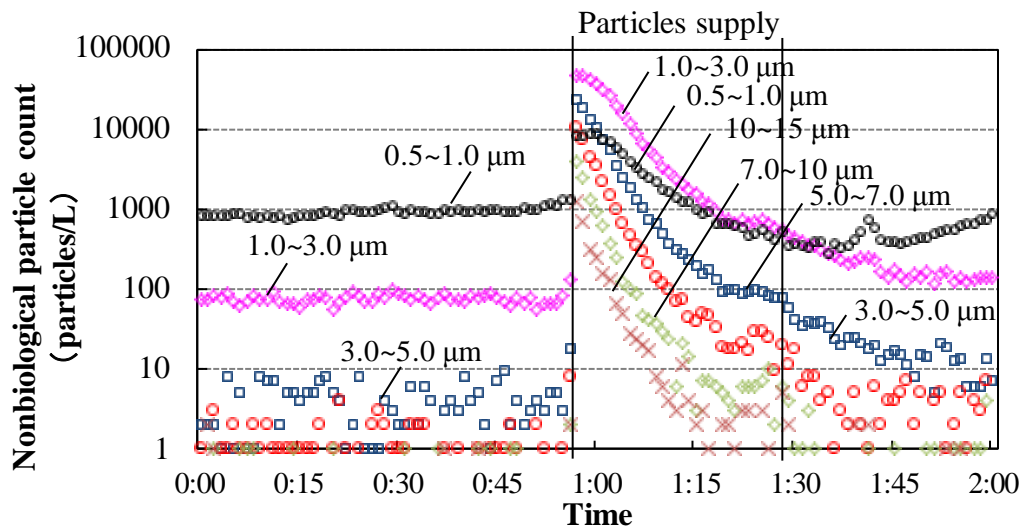 Particles supply
Nonbiological particle count
(particles/L)
100000
10000
1000
100
10
1
0.5~1.0 μm
1.0~3.0 μm
3.0~5.0 μm
1.0~3.0 μm
0.5~1.0 μm
10~15 μm
7.0~10 μm
5.0~7.0 μm
3.0~5.0 μm
0:00 0:15 0:30 0:45 1:00 1:15 1:30 1:45 2:00
Time